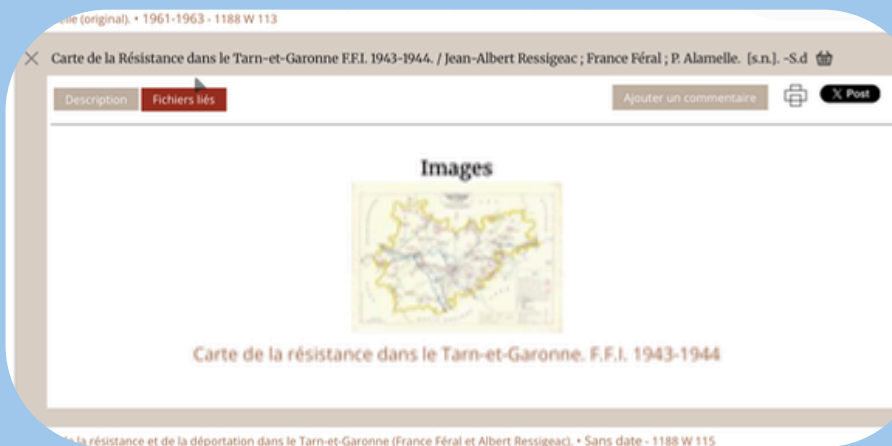 (original). • 1961-1963 - 1188 W 113
Carte de la Résistance dans le Tarn-et-Garonne F.F.I. 1943-1944. / Jean-Albert Ressigeac ; France Féral ; P. Alamelle. [s.n.]. -S.d
Description
Fichiers liés
Ajouter un commentaire
X Post
Images
Carte de la résistance dans le Tarn-et-Garonne. F.F.I. 1943-1944
la résistance et de la déportation dans le Tarn-et-Garonne (France Féral et Albert Ressigeac). • Sans date - 1188 W 115